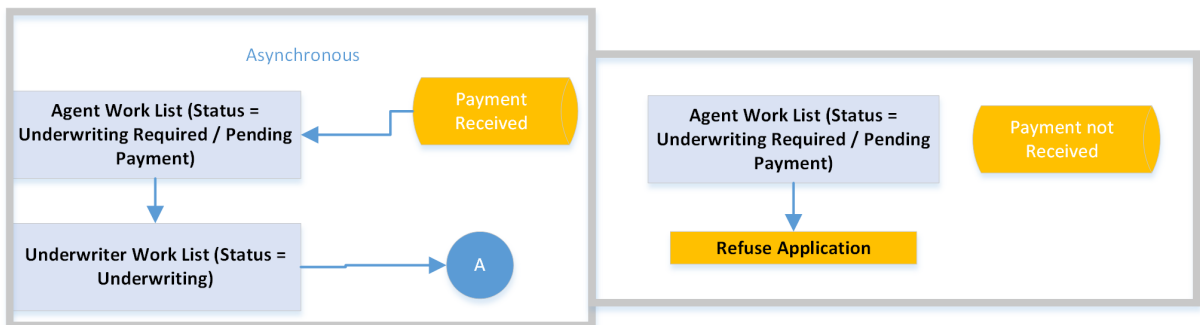 Asynchronous
Payment
Received
Agent Work List (Status =
Underwriting Required / Pending
Payment)
Underwriter Work List (Status =
Underwriting)
A
Agent Work List (Status =
Underwriting Required / Pending
Payment)
Payment not
Received
Refuse Application